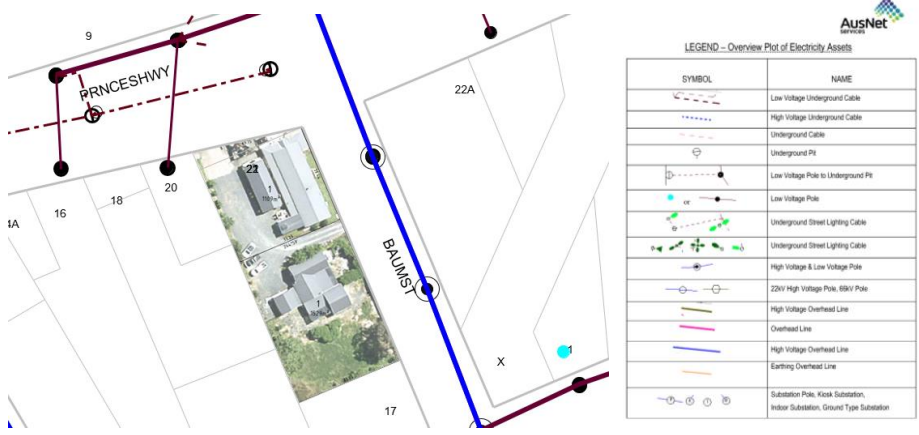 9
PRNCESHWY
22A
21
1
1
20
18
16
4A
BAUMST
X
1
17
AusNet
services
LEGEND – Overview Plot of Electricity Assets
SYMBOL NAME
Low Voltage Underground Cable
High Voltage Underground Cable
Underground Cable
Underground Pit
Low Voltage Pole to Underground Pit
or Low Voltage Pole
Underground Street Lighting Cable
Underground Street Lighting Cable
High Voltage & Low Voltage Pole
22kV High Voltage Pole, 66kV Pole
High Voltage Overhead Line
Overhead Line
High Voltage Overhead Line
Earthing Overhead Line
Substation Pole, Kiosk Substation,
Indoor Substation, Ground Type Substation